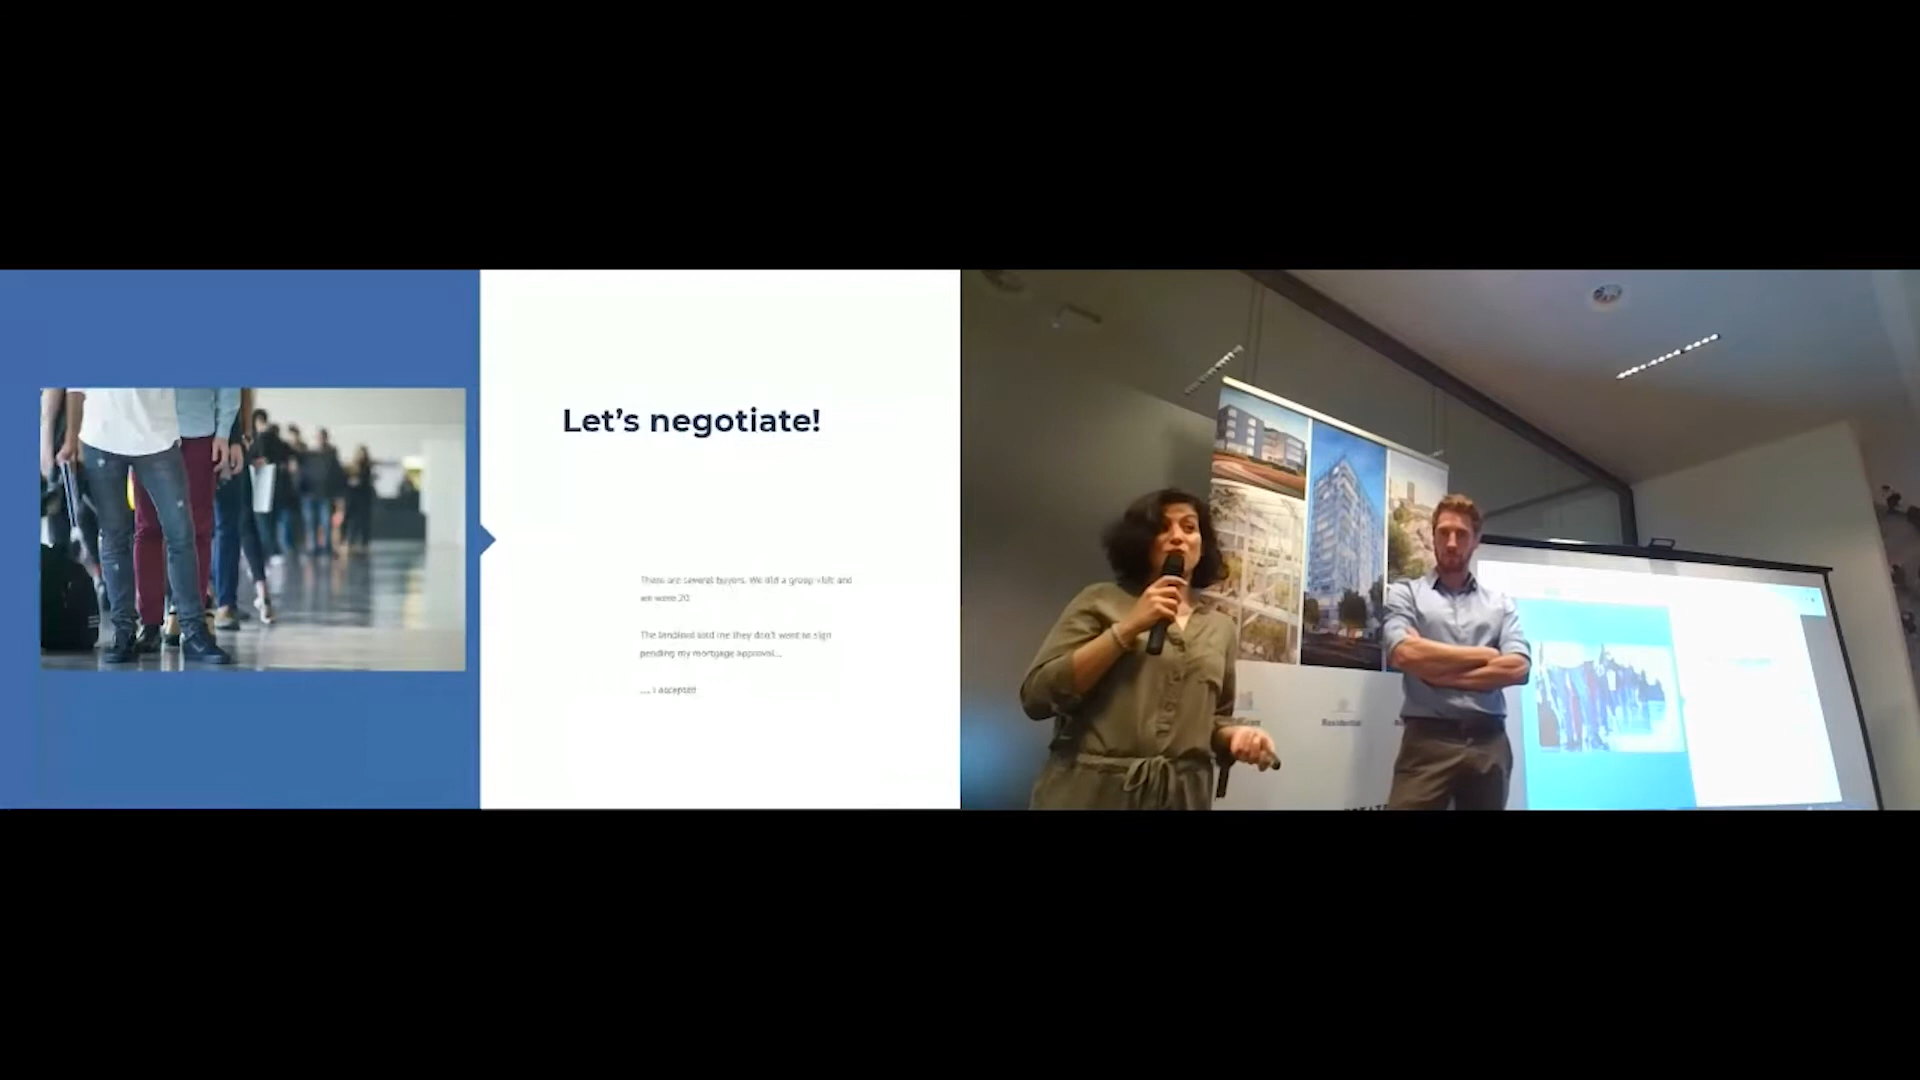 Let's negotiate!
There are several buyers. We did a group visit and
we were 20
The landlord told me they don't want to sign
pending my mortgage approval...
.... I accept!!!
Residential